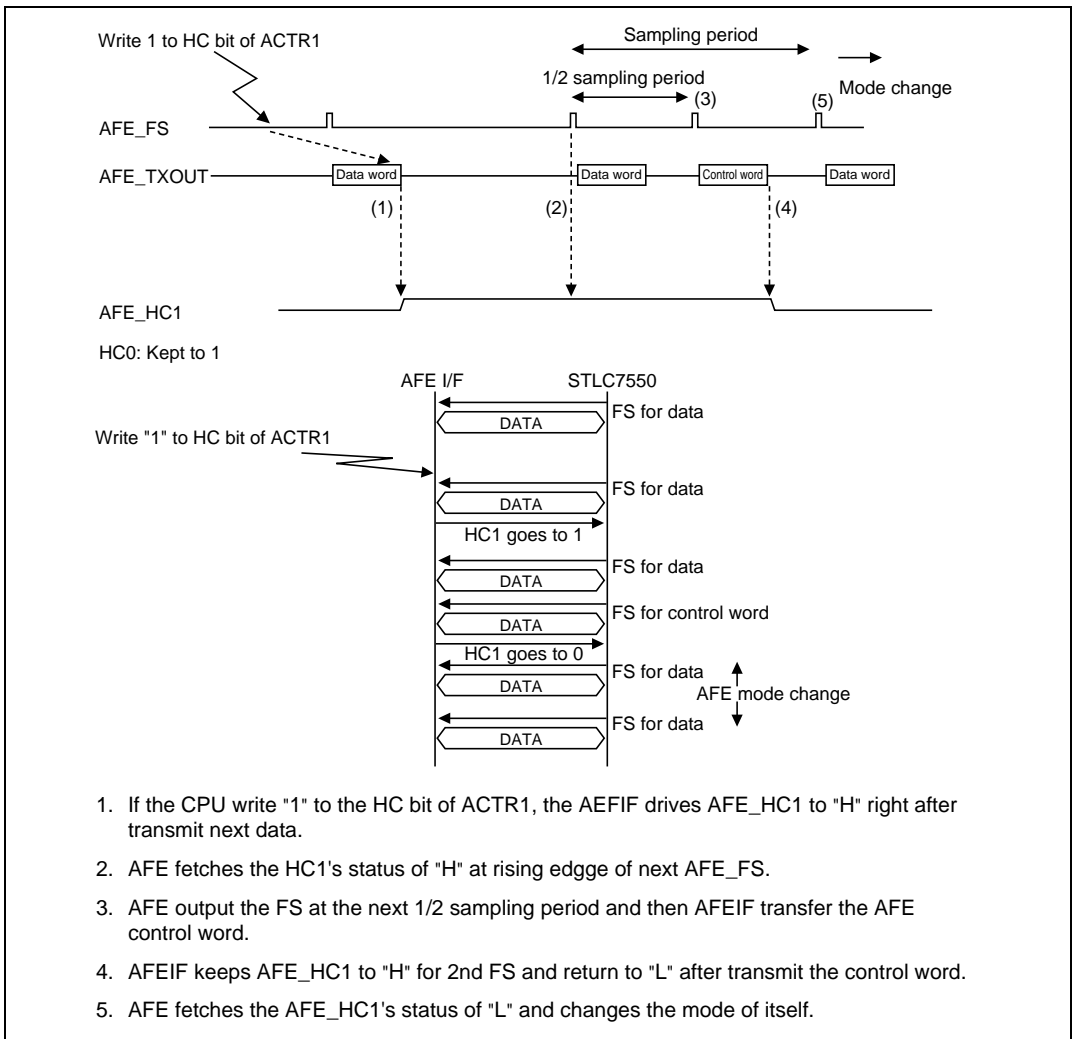 Write 1 to HC bit of ACTR1
Sampling period
1/2 sampling period
Mode change
(3)
(5)
AFE_FS
AFE_TXOUT
Data word
Data word
Control word
Data word
(1)
(2)
(4)
AFE_HC1
HC0: Kept to 1
AFE I/F
STLC7550
FS for data
DATA
Write "1" to HC bit of ACTR1
FS for data
DATA
HC1 goes to 1
FS for data
DATA
FS for control word
DATA
HC1 goes to 0
FS for data
DATA
AFE mode change
FS for data
DATA
1. If the CPU write "1" to the HC bit of ACTR1, the AEFIF drives AFE_HC1 to "H" right after
transmit next data.
2. AFE fetches the HC1's status of "H" at rising edgge of next AFE_FS.
3. AFE output the FS at the next 1/2 sampling period and then AFEIF transfer the AFE
control word.
4. AFEIF keeps AFE_HC1 to "H" for 2nd FS and return to "L" after transmit the control word.
5. AFE fetches the AFE_HC1's status of "L" and changes the mode of itself.